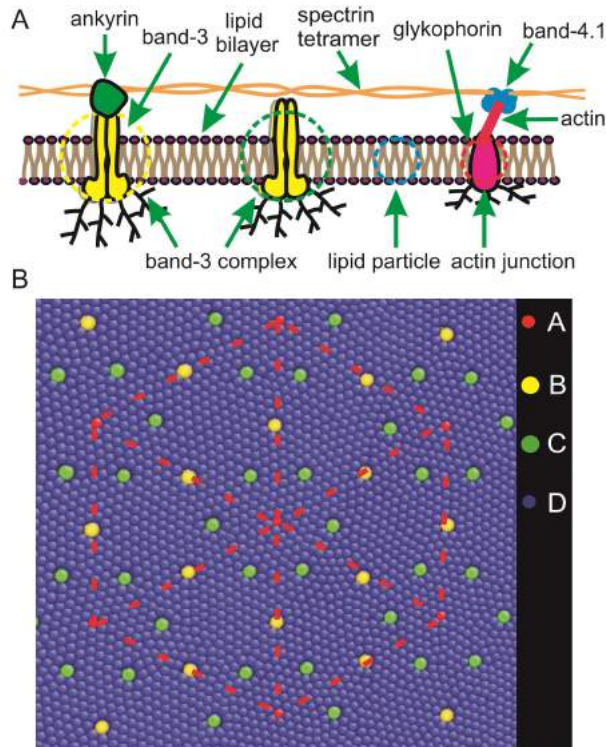 A
ankyrin
band-3
lipid
bilayer
spectrin
tetramer
glykophorin
band-4.1
actin
band-3 complex
lipid particle
actin junction
B
A
B
C
D